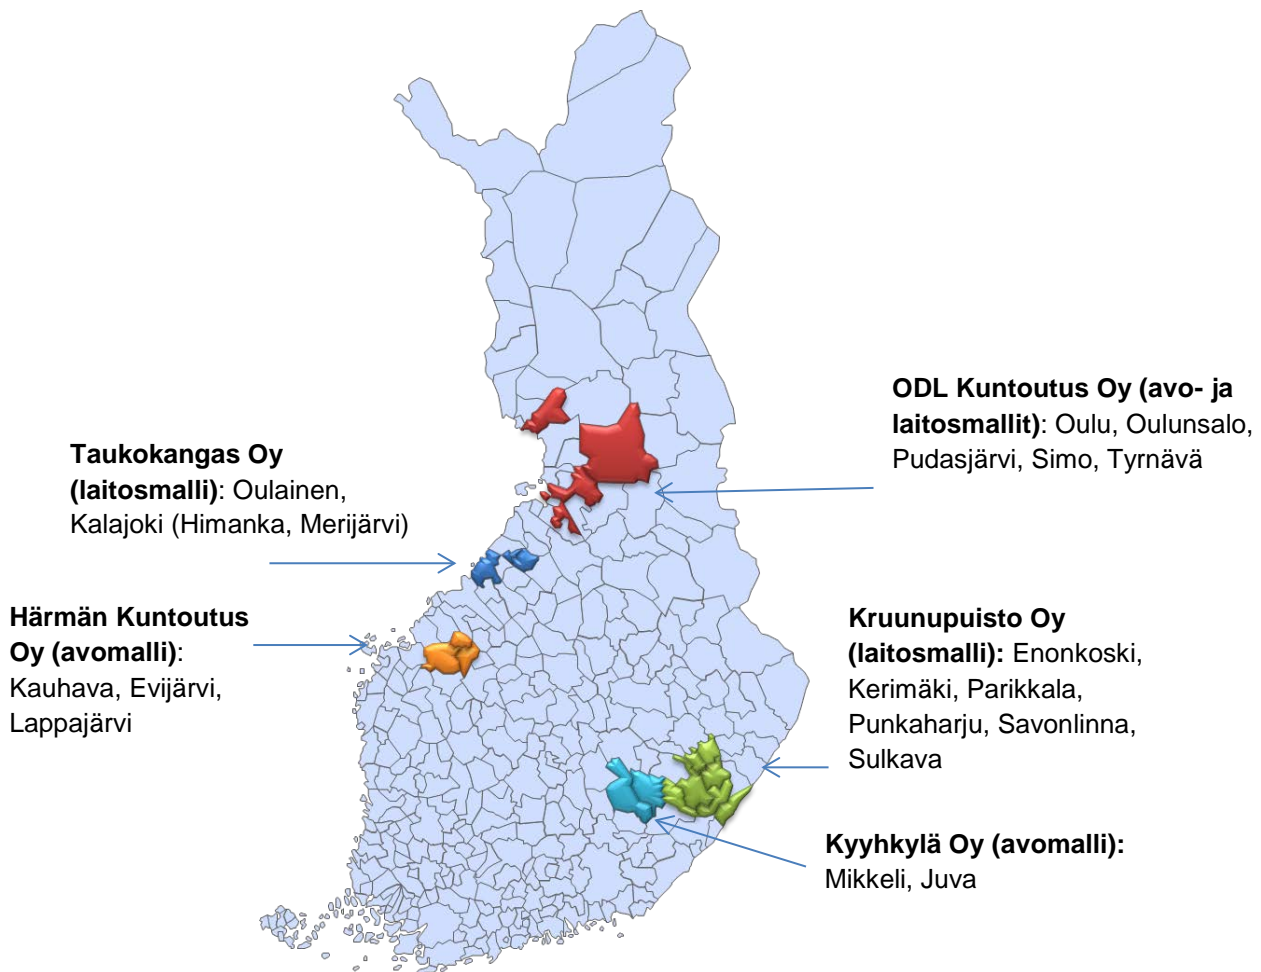 ODL Kuntoutus Oy (avo- ja
laitosmallit): Oulu, Oulunsalo,
Pudasjärvi, Simo, Tyrnävä
Taukokangas Oy
(laitosmalli): Oulainen,
Kalajoki (Himanka, Merijärvi)
Härmän Kuntoutus
Oy (avomalli):
Kauhava, Evijärvi,
Lappajärvi
Kruunupuisto Oy
(laitosmalli): Enonkoski,
Kerimäki, Parikkala,
Punkaharju, Savonlinna,
Sulkava
Kyyhkylä Oy (avomalli):
Mikkeli, Juva